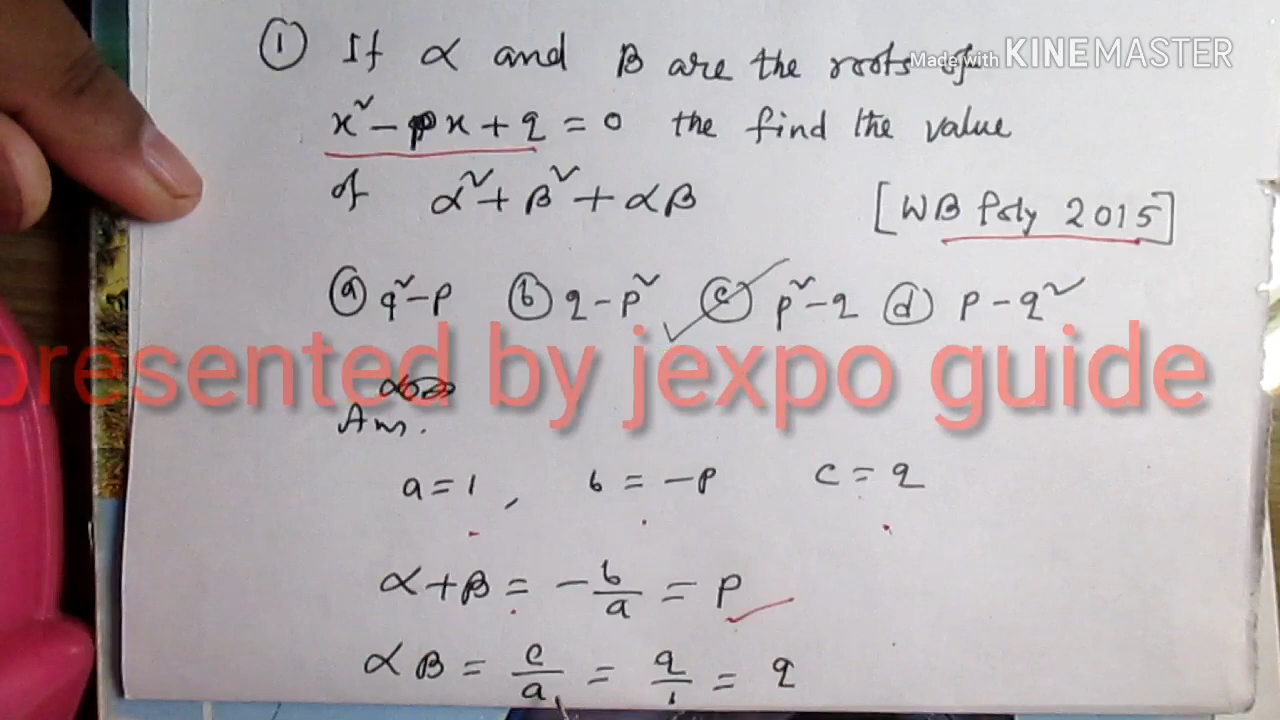 Made with KINEMASTER
① If α and β are the roots of
x² - px + q = 0 the find the value
of α² + β² + αβ [WB Poly 2015]
ⓐ q² - p ⓑ q - p² ⓒ p² - q ⓓ p - q²
presented by jexpo guide
Ans.
a = 1 , b = -p c = q
α + β = - b/a = p
αβ = c/a = q/1 = q